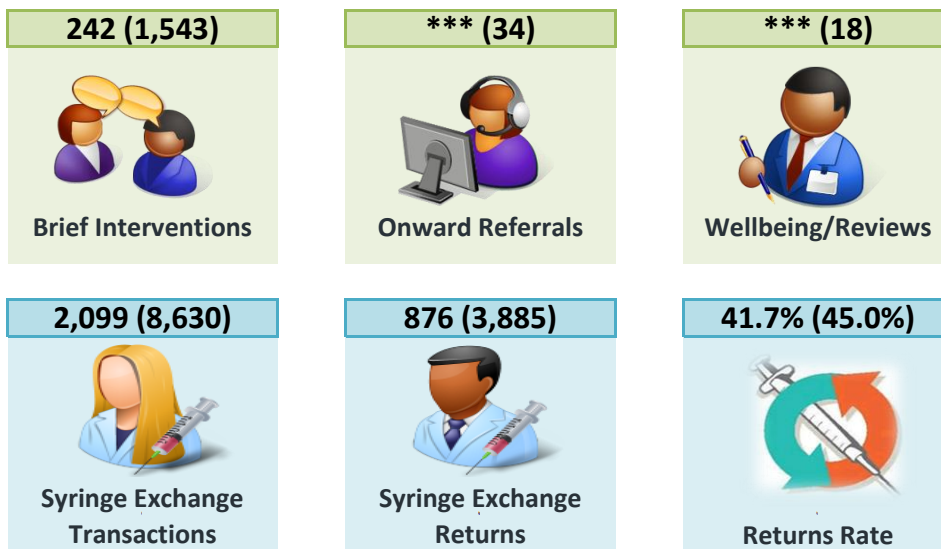 242 (1,543)
*** (34)
*** (18)
Brief Interventions
Onward Referrals
Wellbeing/Reviews
2,099 (8,630)
876 (3,885)
41.7% (45.0%)
Syringe Exchange
Transactions
Syringe Exchange
Returns
Returns Rate